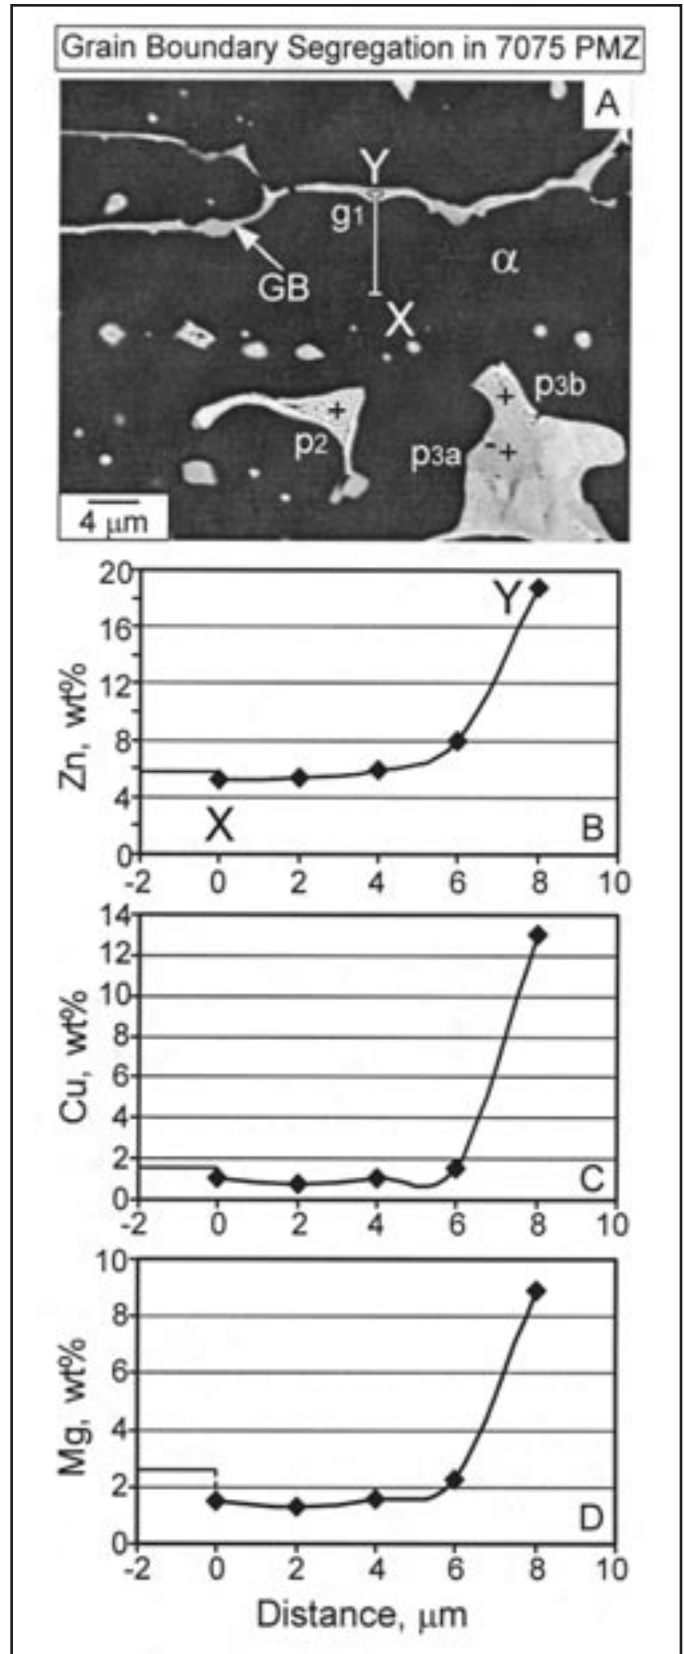 Grain Boundary Segregation in 7075 PMZ
A
Y
g1
α
GB
X
p3b
p2
p3a
4 μm
20
16
12
8
4
0
Zn, wt%
Y
X
B
-2 0 2 4 6 8 10
14
12
10
8
6
4
2
0
Cu, wt%
C
-2 0 2 4 6 8 10
10
8
6
4
2
0
Mg, wt%
D
-2 0 2 4 6 8 10
Distance, μm